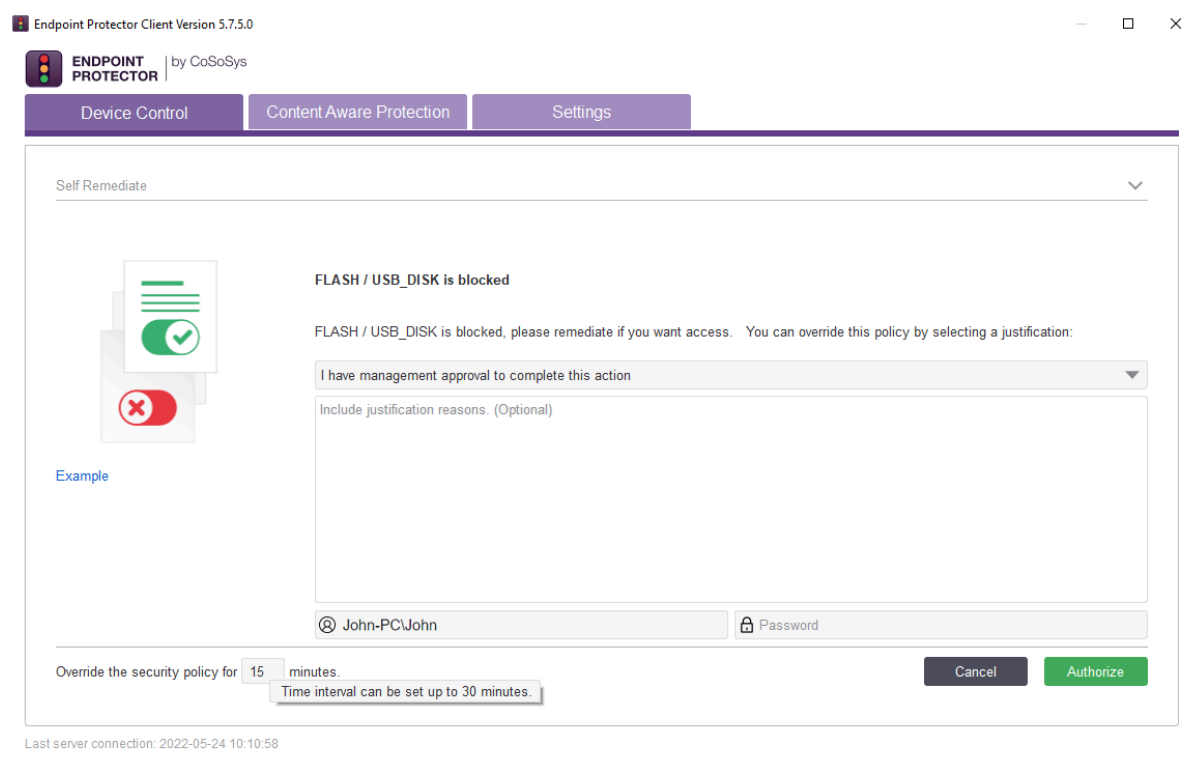 Endpoint Protector Client Version 5.7.5.0
ENDPOINT PROTECTOR | by CoSoSys
Device Control
Content Aware Protection
Settings
Self Remediate
FLASH / USB_DISK is blocked
FLASH / USB_DISK is blocked, please remediate if you want access. You can override this policy by selecting a justification:
I have management approval to complete this action
Include justification reasons. (Optional)
Example
John-PC\John
Password
Override the security policy for 15 minutes.
Time interval can be set up to 30 minutes.
Cancel
Authorize
Last server connection: 2022-05-24 10:10:58